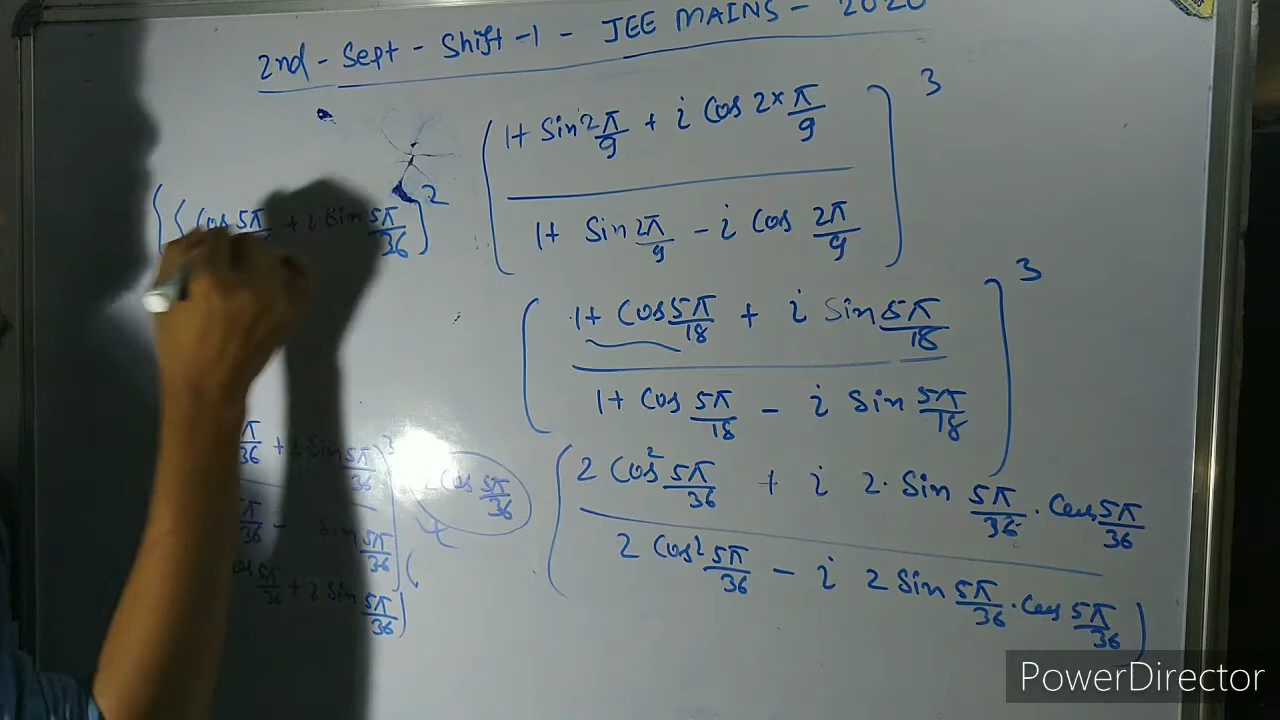 2nd - Sept - Shift-1 - JEE MAINS - 2020
[ (1+ Sin 2π/9 + i Cos 2×π/9) / (1+ Sin 2π/9 - i Cos 2π/9) ]^3
{ { Cos 5π + i Sin 5π/36 }^2
( (1+ Cos 5π/18 + i Sin 5π/18) / (1+ Cos 5π/18 - i Sin 5π/18) ]^3
π/36 + i Sin 5π/36 )^3
π/36 - Sin 5π/36
Cos 5π/36
( (2 Cos^2 5π/36 + i 2. Sin 5π/36 . Cos 5π/36) / (2 Cos^2 5π/36 - i 2 Sin 5π/36 . Cos 5π/36) )
5π/36 + i Sin 5π/36 )
PowerDirector